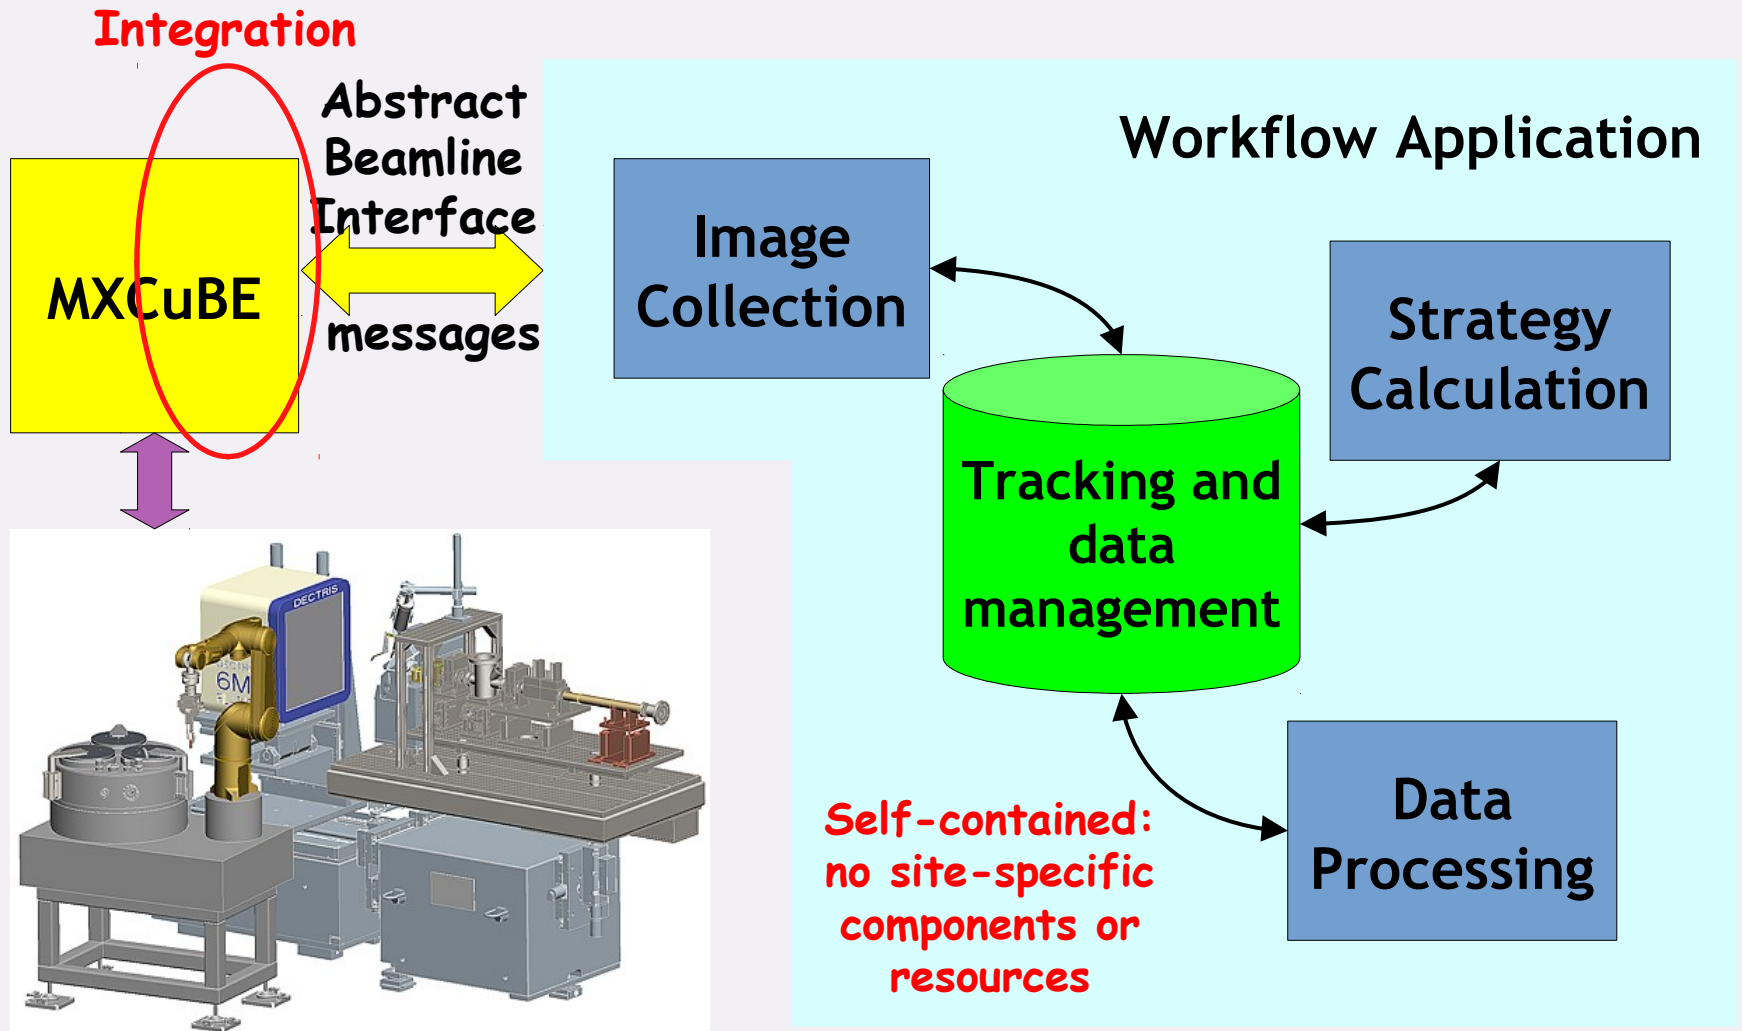 Integration
Abstract
Beamline
Interface
messages
MXCuBE
Workflow Application
Image
Collection
Strategy
Calculation
Tracking and
data
management
Data
Processing
Self-contained:
no site-specific
components or
resources
DECTRIS
6M